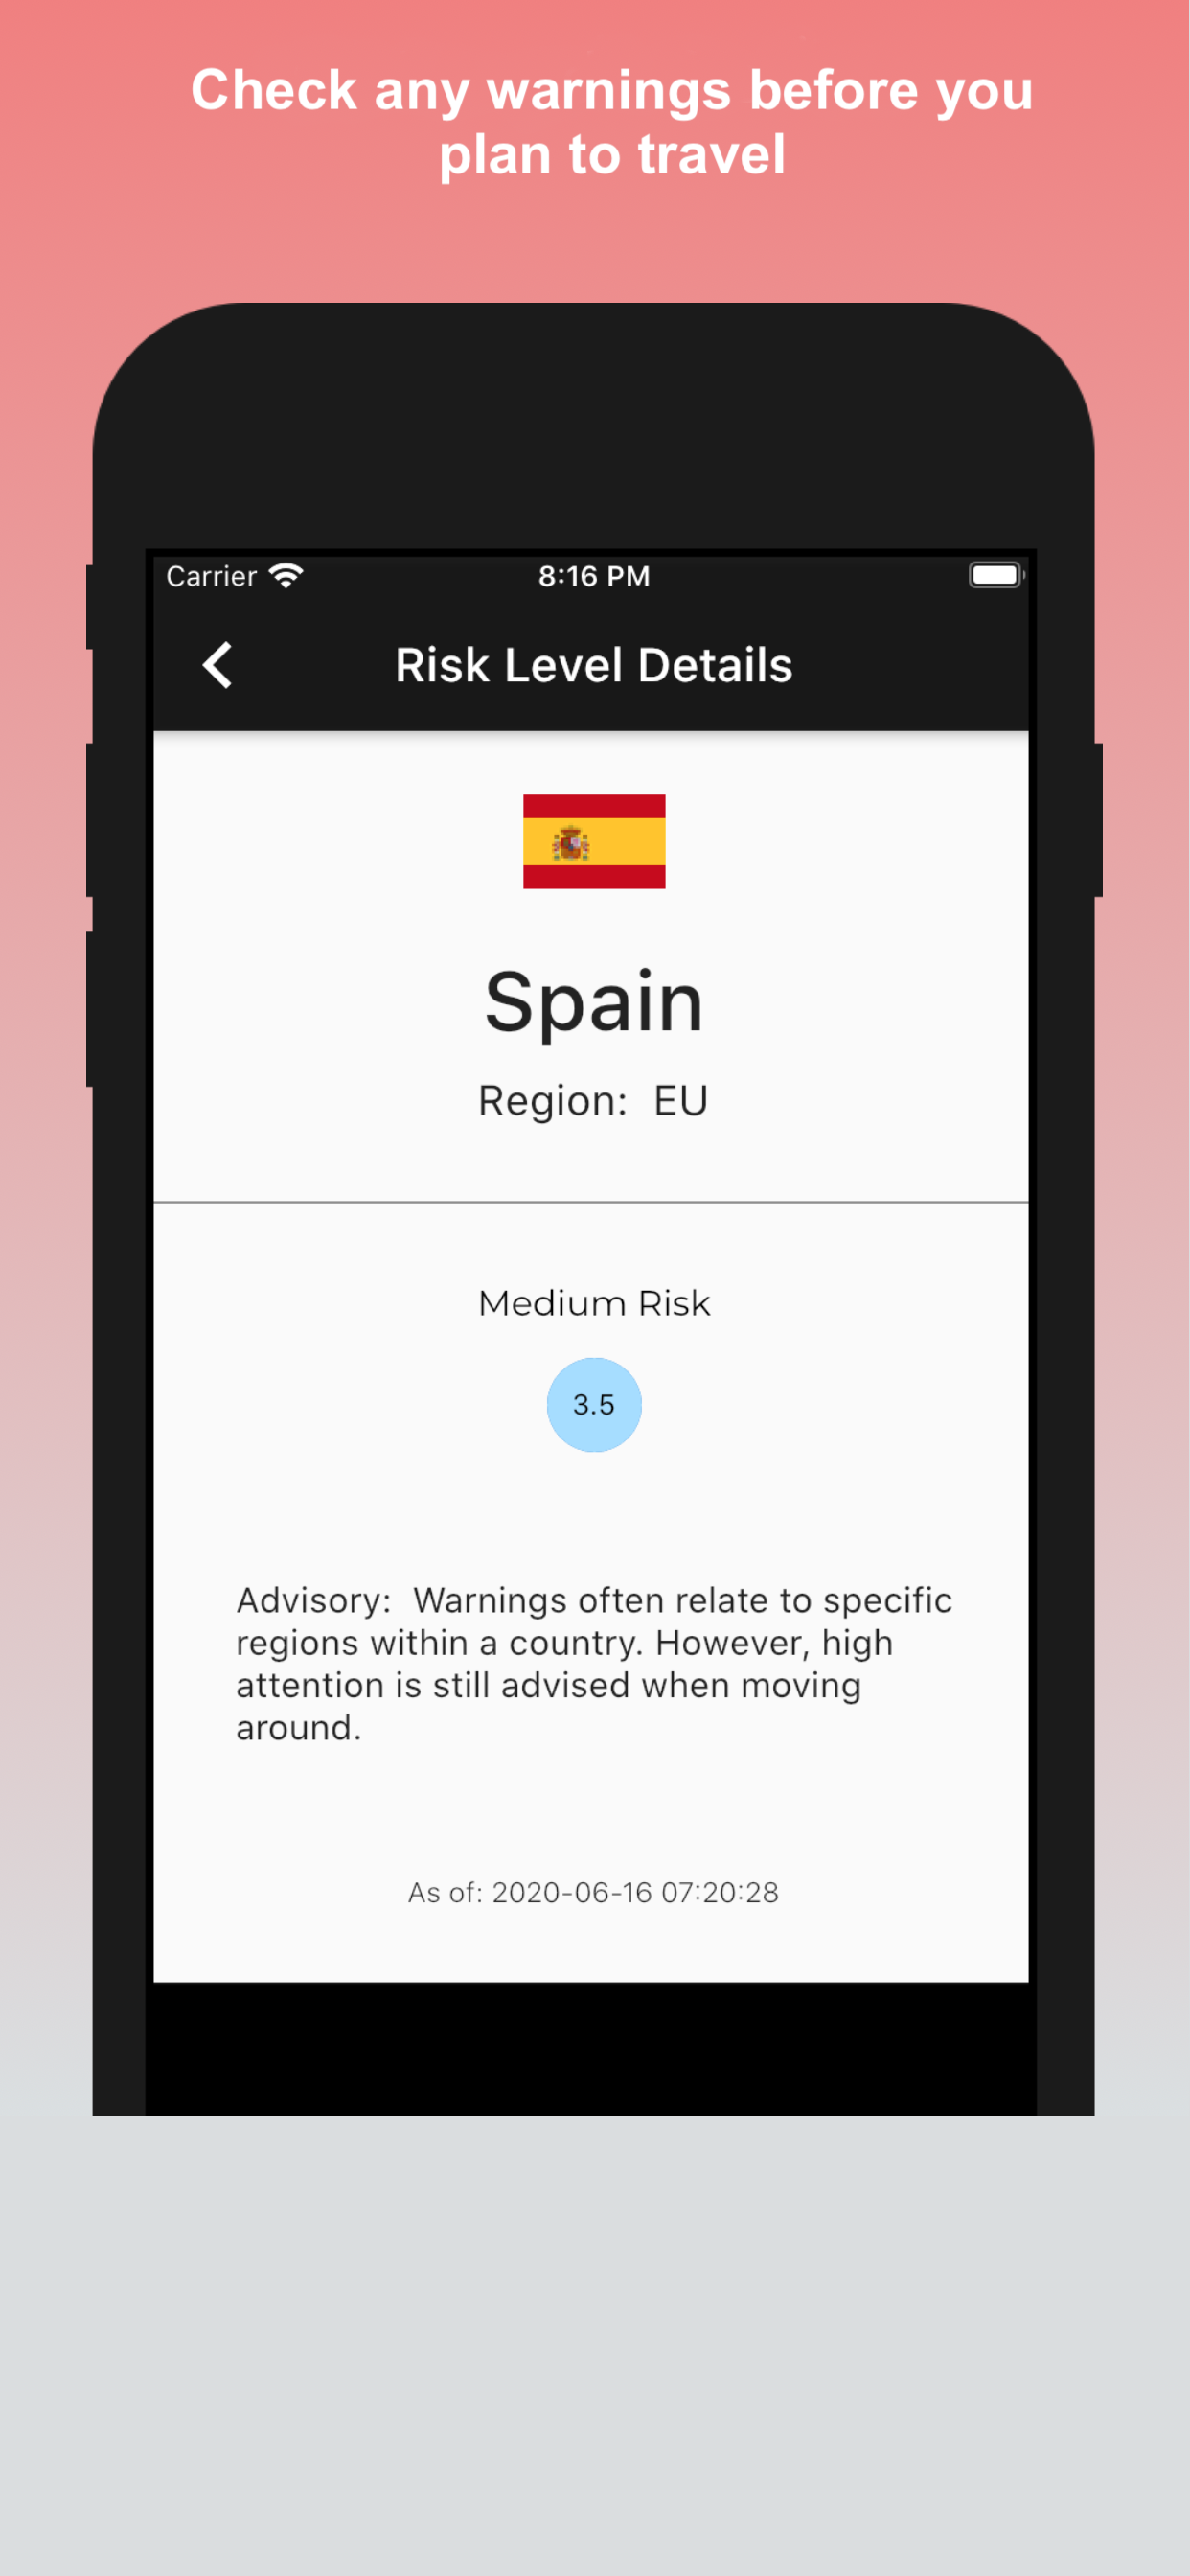 Check any warnings before you
plan to travel
Carrier
8:16 PM
Risk Level Details
Spain
Region: EU
Medium Risk
3.5
Advisory: Warnings often relate to specific
regions within a country. However, high
attention is still advised when moving
around.
As of: 2020-06-16 07:20:28